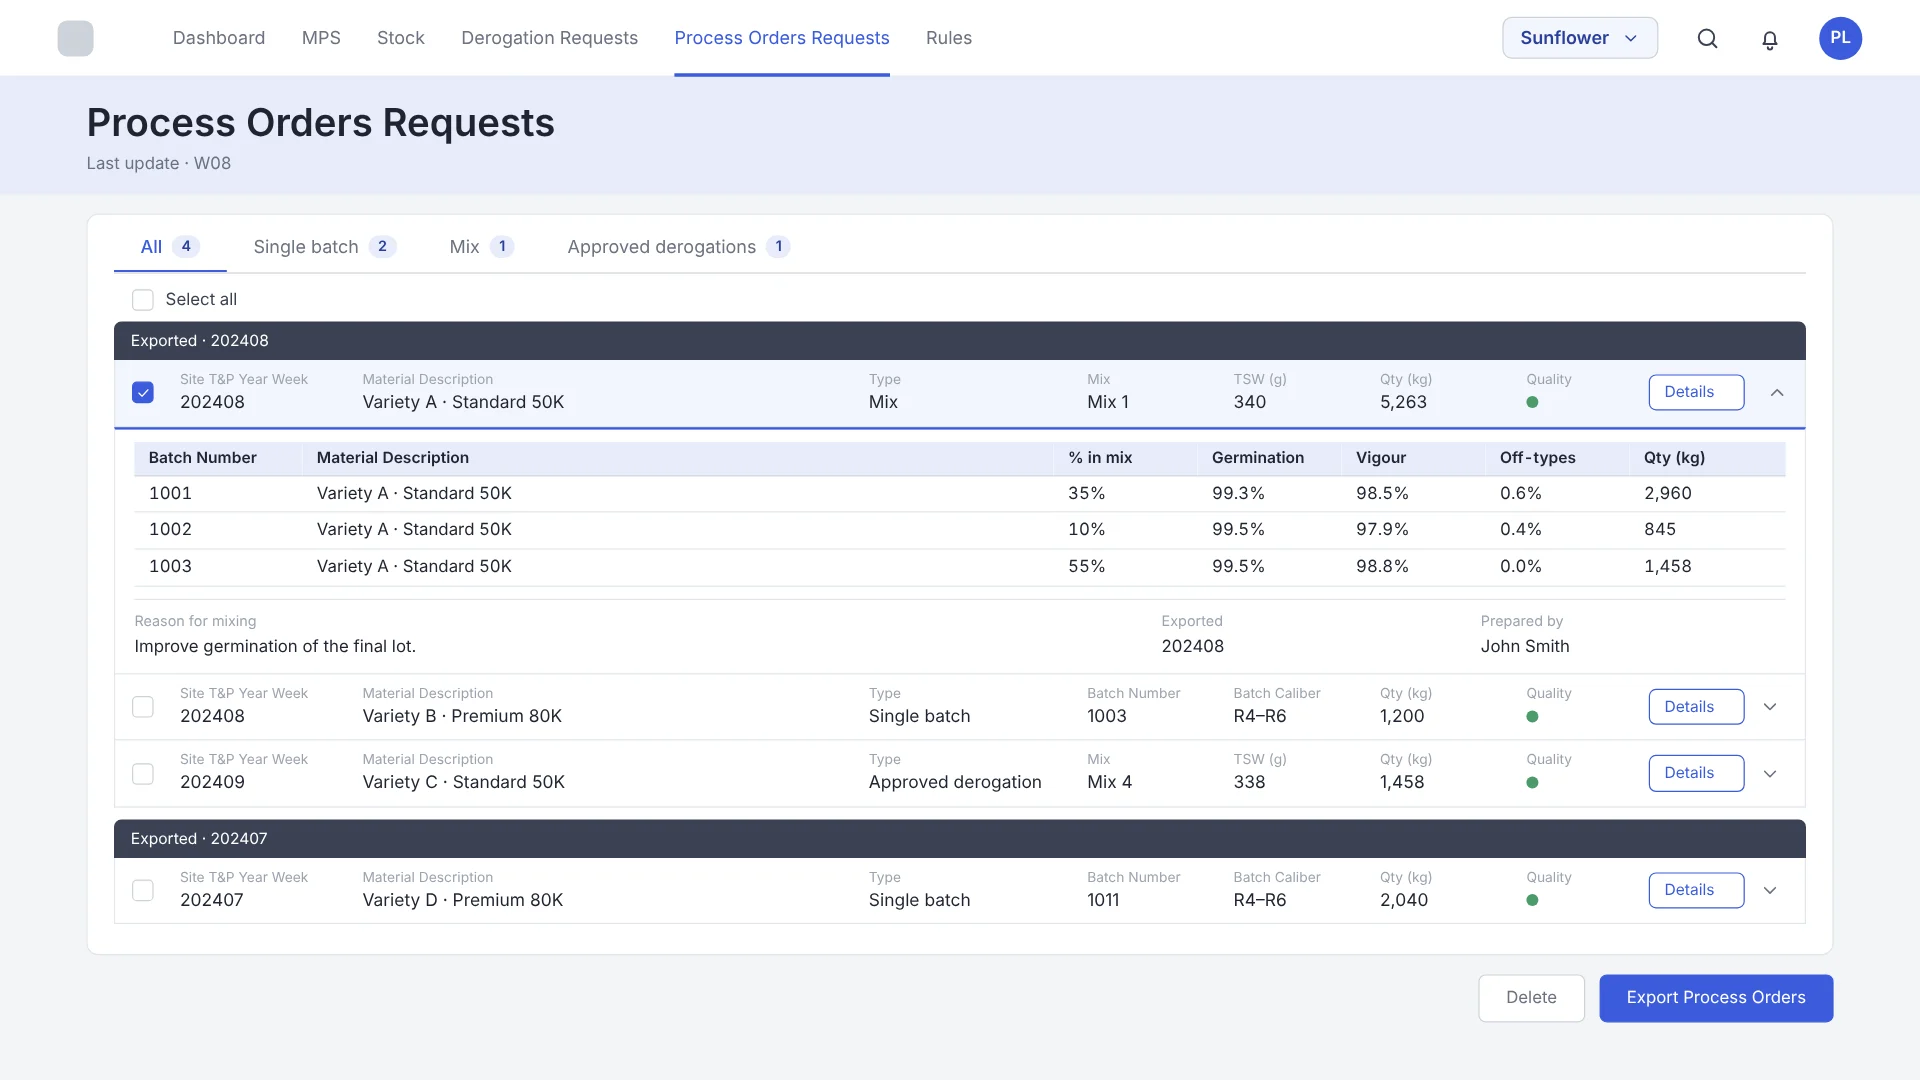 Dashboard MPS Stock Derogation Requests Process Orders Requests Rules Sunflower PL
Process Orders Requests
Last update · W08
All 4 Single batch 2 Mix 1 Approved derogations 1
Select all
Exported · 202408
Site T&P Year Week Material Description Type Mix TSW (g) Qty (kg) Quality
202408 Variety A · Standard 50K Mix Mix 1 340 5,263 Details
Batch Number Material Description % in mix Germination Vigour Off-types Qty (kg)
1001 Variety A · Standard 50K 35% 99.3% 98.5% 0.6% 2,960
1002 Variety A · Standard 50K 10% 99.5% 97.9% 0.4% 845
1003 Variety A · Standard 50K 55% 99.5% 98.8% 0.0% 1,458
Reason for mixing Exported Prepared by
Improve germination of the final lot. 202408 John Smith
Site T&P Year Week Material Description Type Batch Number Batch Caliber Qty (kg) Quality
202408 Variety B · Premium 80K Single batch 1003 R4–R6 1,200 Details
Site T&P Year Week Material Description Type Mix TSW (g) Qty (kg) Quality
202409 Variety C · Standard 50K Approved derogation Mix 4 338 1,458 Details
Exported · 202407
Site T&P Year Week Material Description Type Batch Number Batch Caliber Qty (kg) Quality
202407 Variety D · Premium 80K Single batch 1011 R4–R6 2,040 Details
Delete Export Process Orders